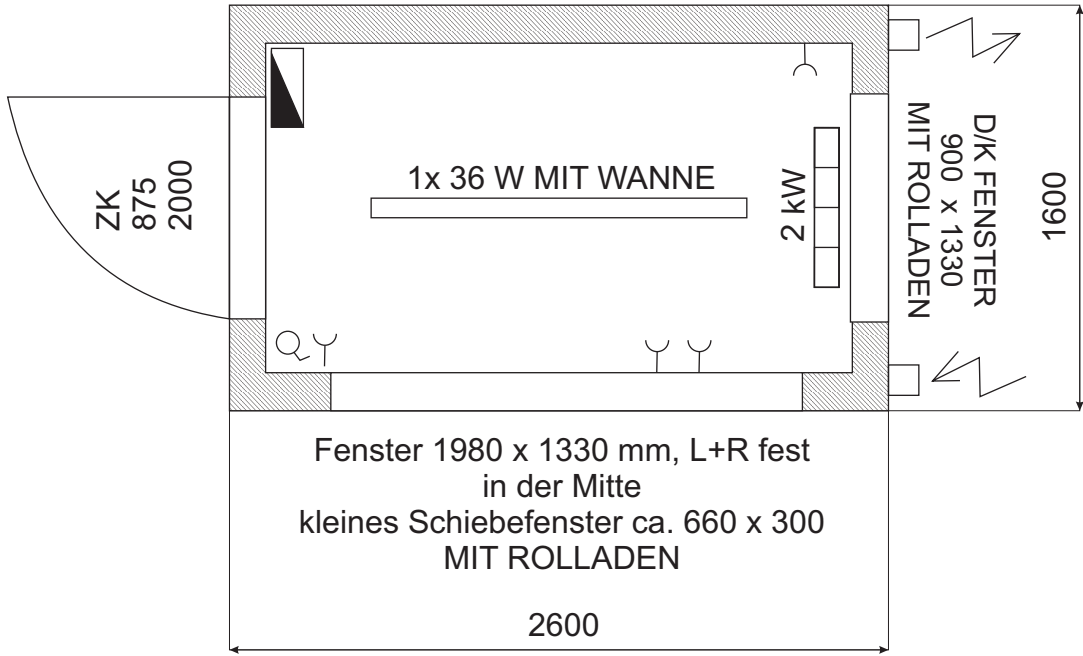 1x 36 W MIT WANNE
ZK
875
2000
2 kW
D/K FENSTER
900 x 1330
MIT ROLLADEN
1600
Fenster 1980 x 1330 mm, L+R fest
in der Mitte
kleines Schiebefenster ca. 660 x 300
MIT ROLLADEN
2600